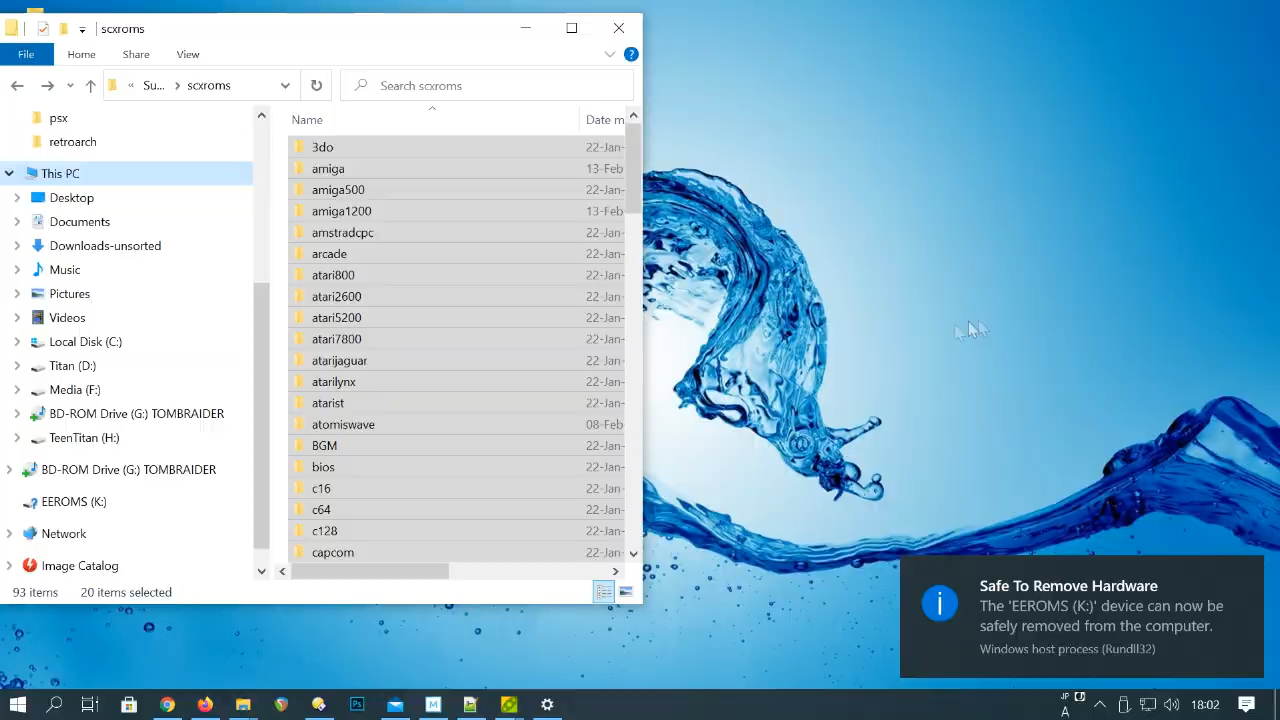 scxroms
File Home Share View
« Su... scxroms Search scxroms
psx
retroarch
This PC
Desktop
Documents
Downloads-unsorted
Music
Pictures
Videos
Local Disk (C:)
Titan (D:)
Media (F:)
BD-ROM Drive (G:) TOMBRAIDER
TeenTitan (H:)
BD-ROM Drive (G:) TOMBRAIDER
EEROMS (K:)
Network
Image Catalog
Name Date m
3do 22-Jan-
amiga 13-Feb
amiga500 22-Jan-
amiga1200 13-Feb
amstradcpc 22-Jan-
arcade 22-Jan-
atari800 22-Jan-
atari2600 22-Jan-
atari5200 22-Jan-
atari7800 22-Jan-
atarijaguar 22 Jan-
atarilynx 22-Jan-
atarist 22-Jan-
atomiswave 08-Feb
BGM 22-Jan-
bios 22-Jan-
c16 22-Jan-
c64 22-Jan-
c128 22-Jan-
capcom 22-Jan-
93 items 20 items selected
Safe To Remove Hardware
The 'EEROMS (K:)' device can now be
safely removed from the computer.
Windows host process (Rundll32)
JP
A
18:02